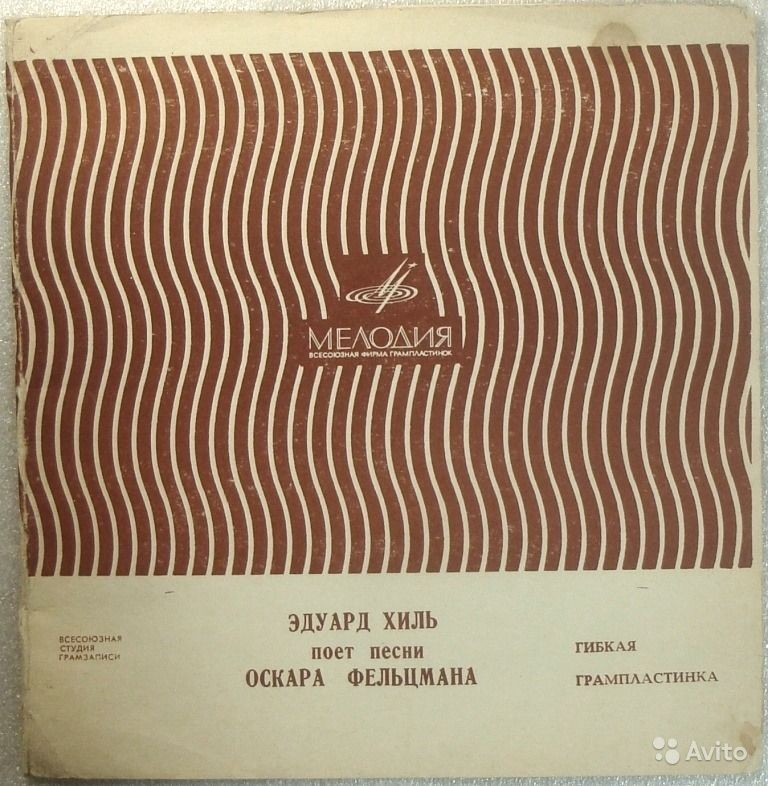 МЕЛОДИЯ
ВСЕСОЮЗНАЯ ФИРМА ГРАМПЛАСТИНОК
ЭДУАРД ХИЛЬ
поет песни
ОСКАРА ФЕЛЬЦМАНА
ВСЕСОЮЗНАЯ
СТУДИЯ
ГРАМЗАПИСИ
ГИБКАЯ
ГРАМПЛАСТИНКА
Avito